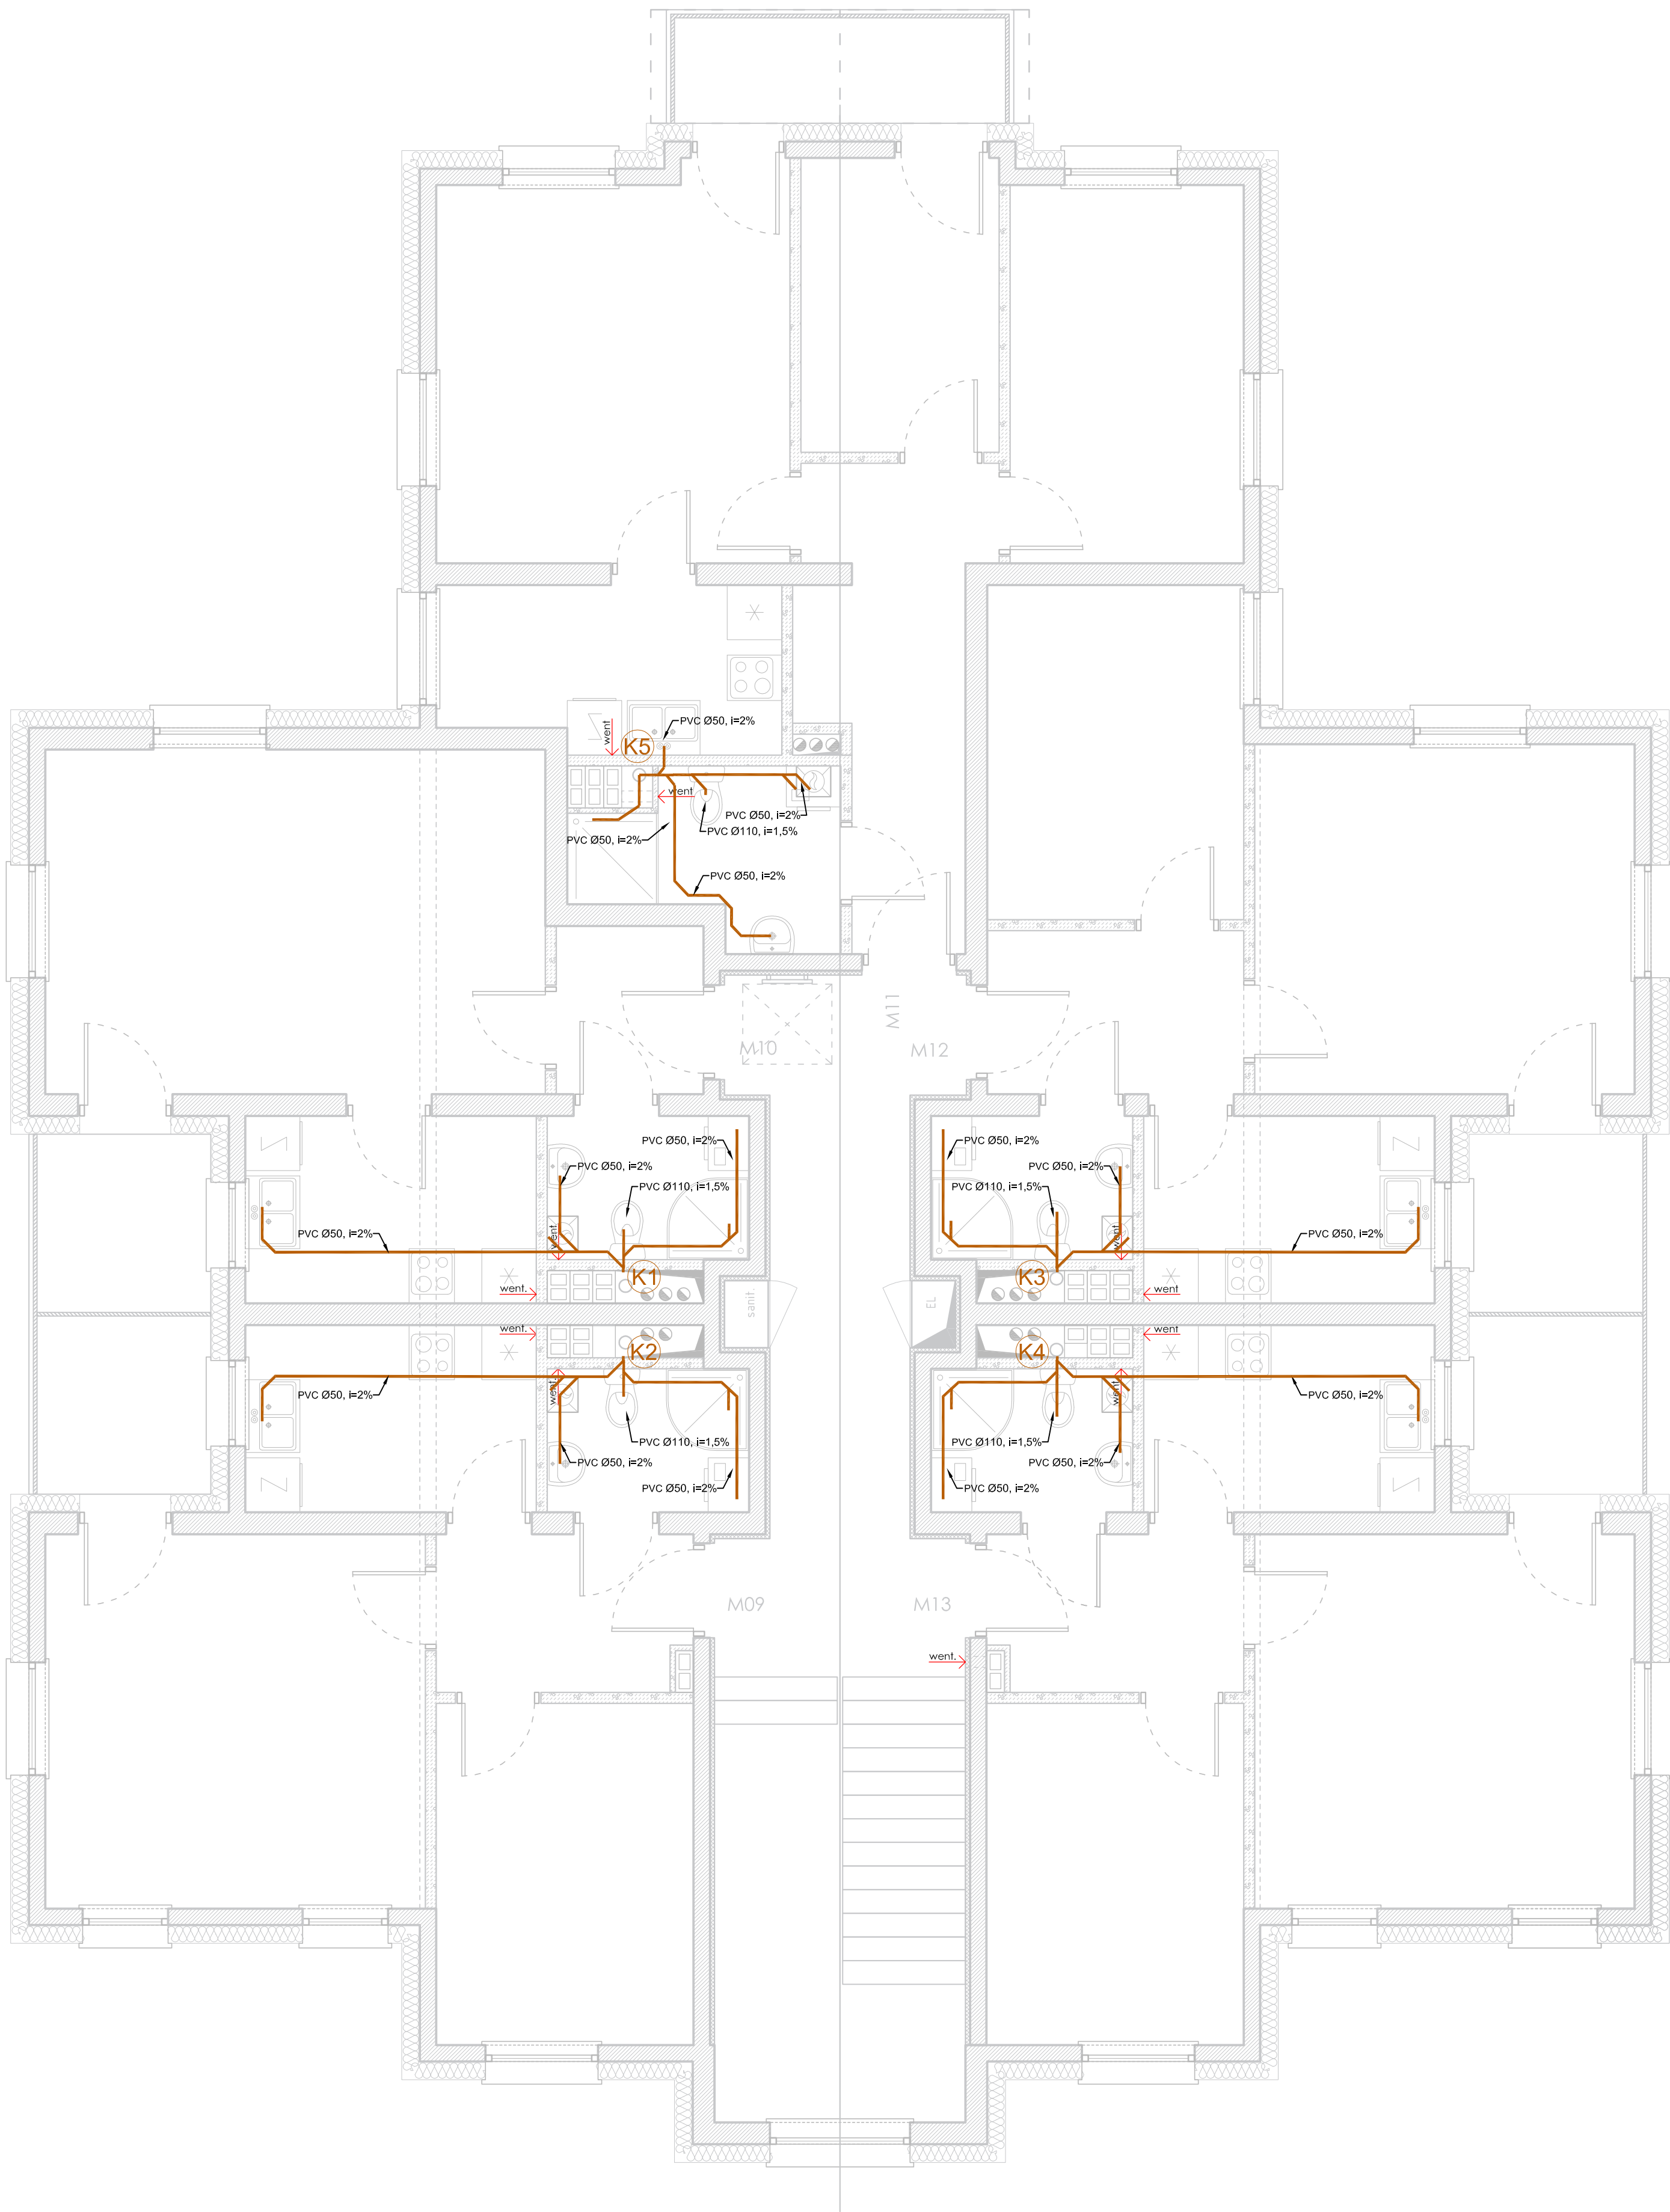 PVC Ø50, i=2%
went
K5
went
PVC Ø50, i=2%
PVC Ø110, i=1,5%
PVC Ø50, i=2%
PVC Ø50, i=2%
M11
M10
M12
PVC Ø50, i=2%
PVC Ø50, i=2%
PVC Ø50, i=2%
PVC Ø50, i=2%
PVC Ø110, i=1,5%
PVC Ø110, i=1,5%
PVC Ø50, i=2%
went.
went.
PVC Ø50, i=2%
K1
K3
went.
went
sanit.
EL
went.
went
K2
K4
PVC Ø50, i=2%
went.
went.
PVC Ø50, i=2%
PVC Ø110, i=1,5%
PVC Ø110, i=1,5%
PVC Ø50, i=2%
PVC Ø50, i=2%
PVC Ø50, i=2%
PVC Ø50, i=2%
M09
M13
went.